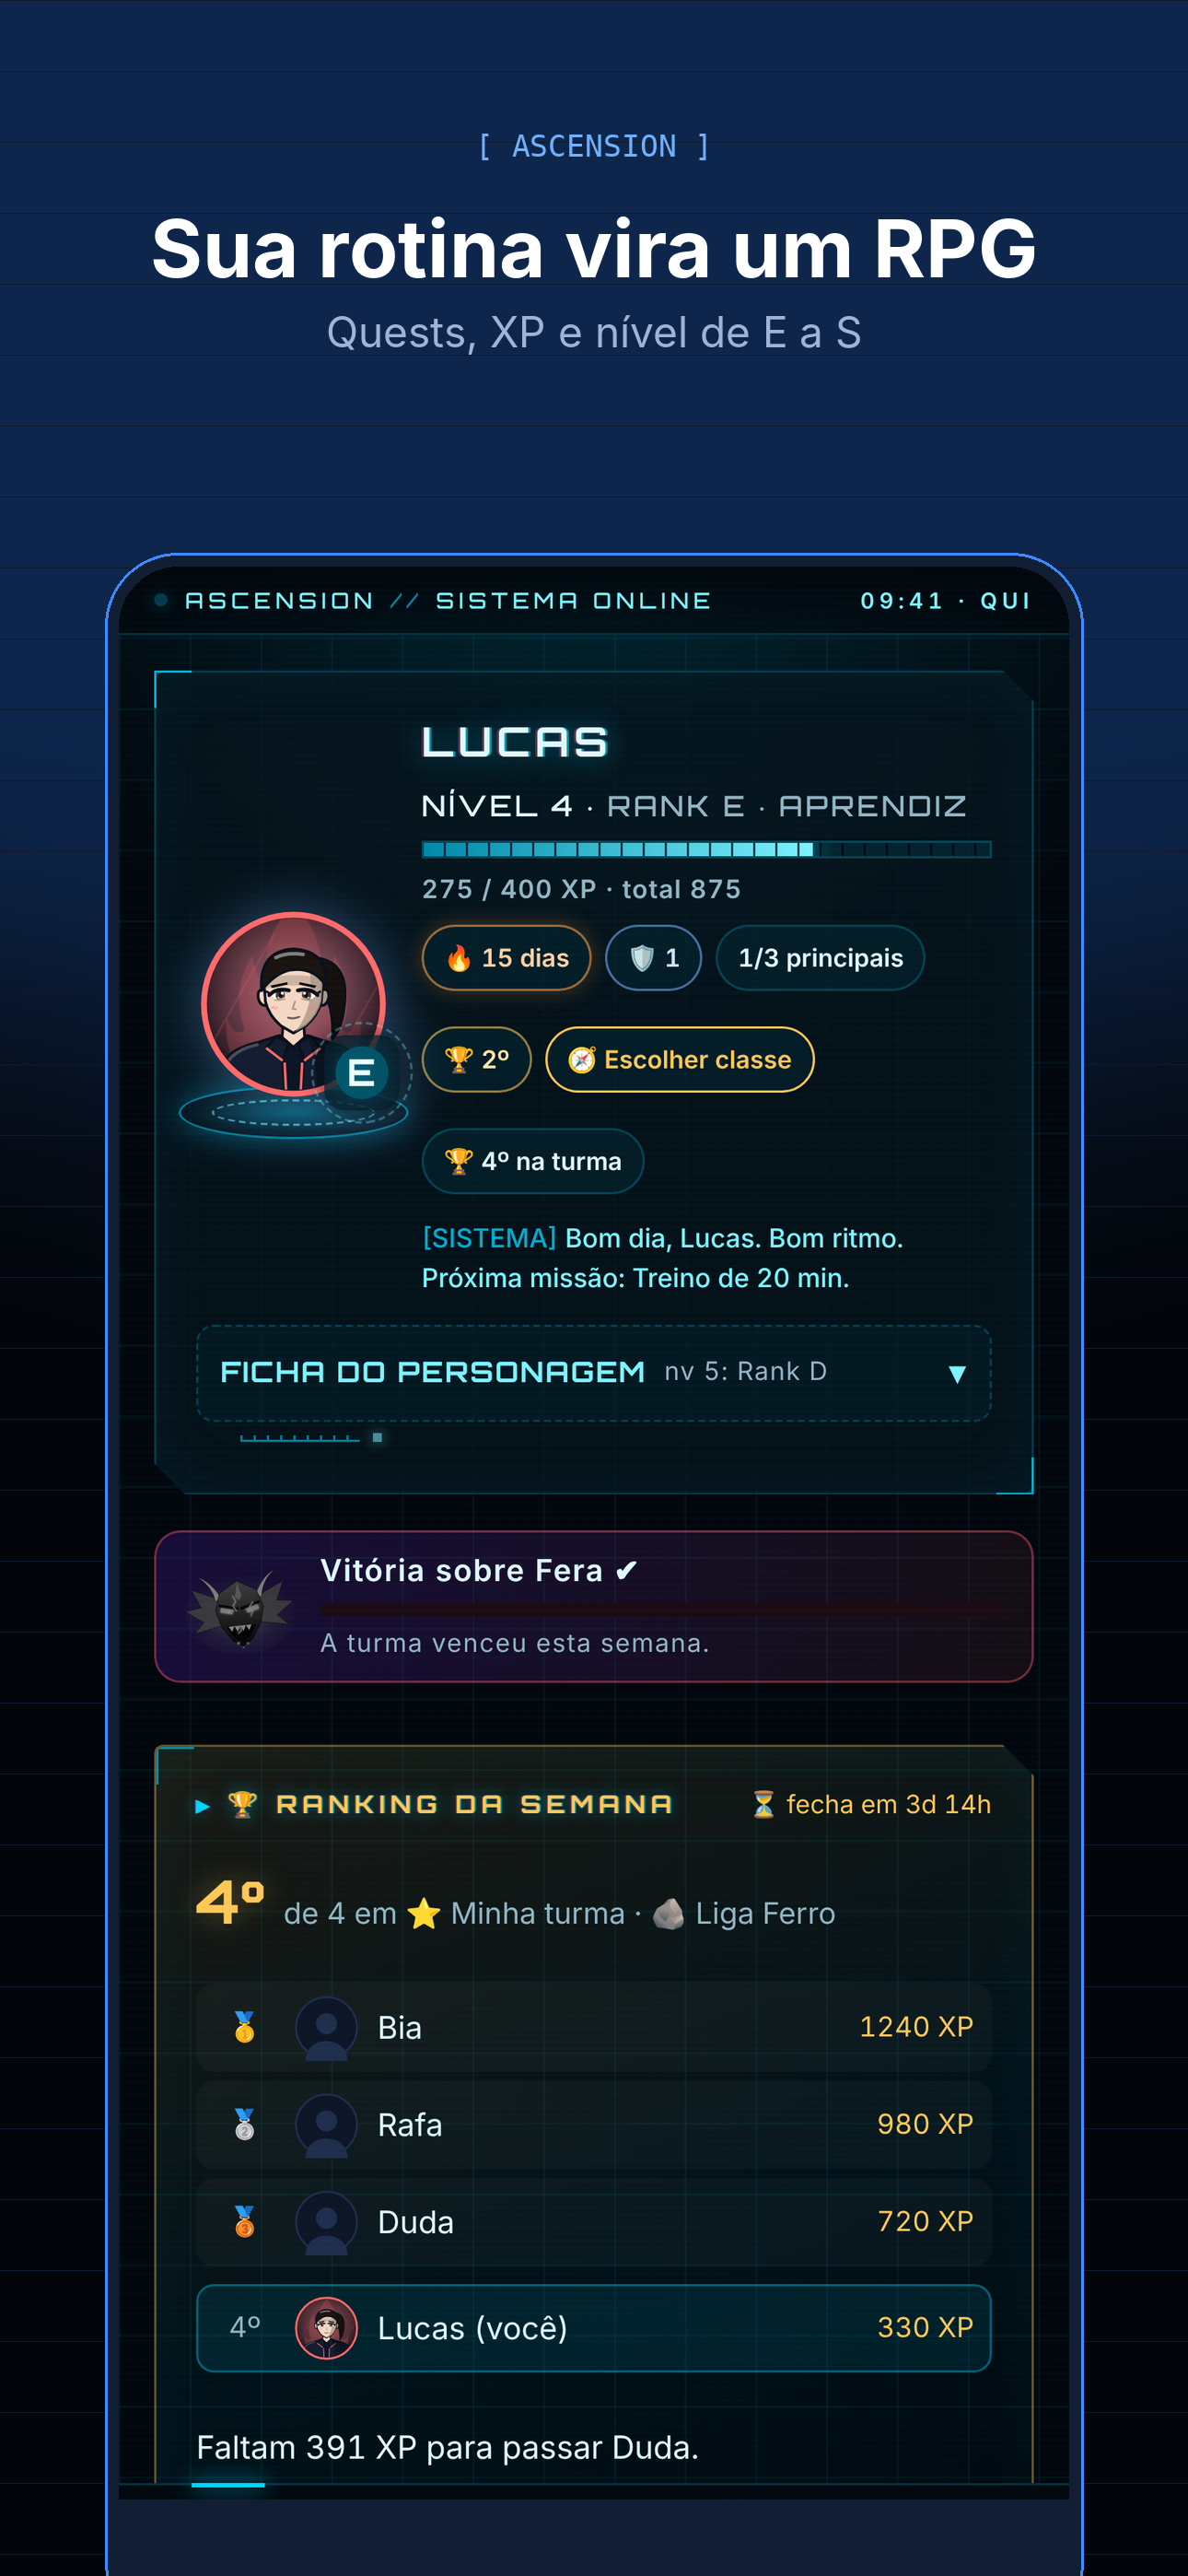 [ ASCENSION ]
Sua rotina vira um RPG
Quests, XP e nível de E a S
ASCENSION // SISTEMA ONLINE
09:41 · QUI
LUCAS
NÍVEL 4 · RANK E · APRENDIZ
275 / 400 XP · total 875
🔥 15 dias
🛡️ 1
1/3 principais
E
🏆 2º
🧭 Escolher classe
🏆 4º na turma
[SISTEMA] Bom dia, Lucas. Bom ritmo.
Próxima missão: Treino de 20 min.
FICHA DO PERSONAGEM nv 5: Rank D ▼
Vitória sobre Fera ✔
A turma venceu esta semana.
▶ 🏆 RANKING DA SEMANA
⏳ fecha em 3d 14h
4º de 4 em ⭐ Minha turma · 🪨 Liga Ferro
🥇 Bia 1240 XP
🥈 Rafa 980 XP
🥉 Duda 720 XP
4º Lucas (você) 330 XP
Faltam 391 XP para passar Duda.